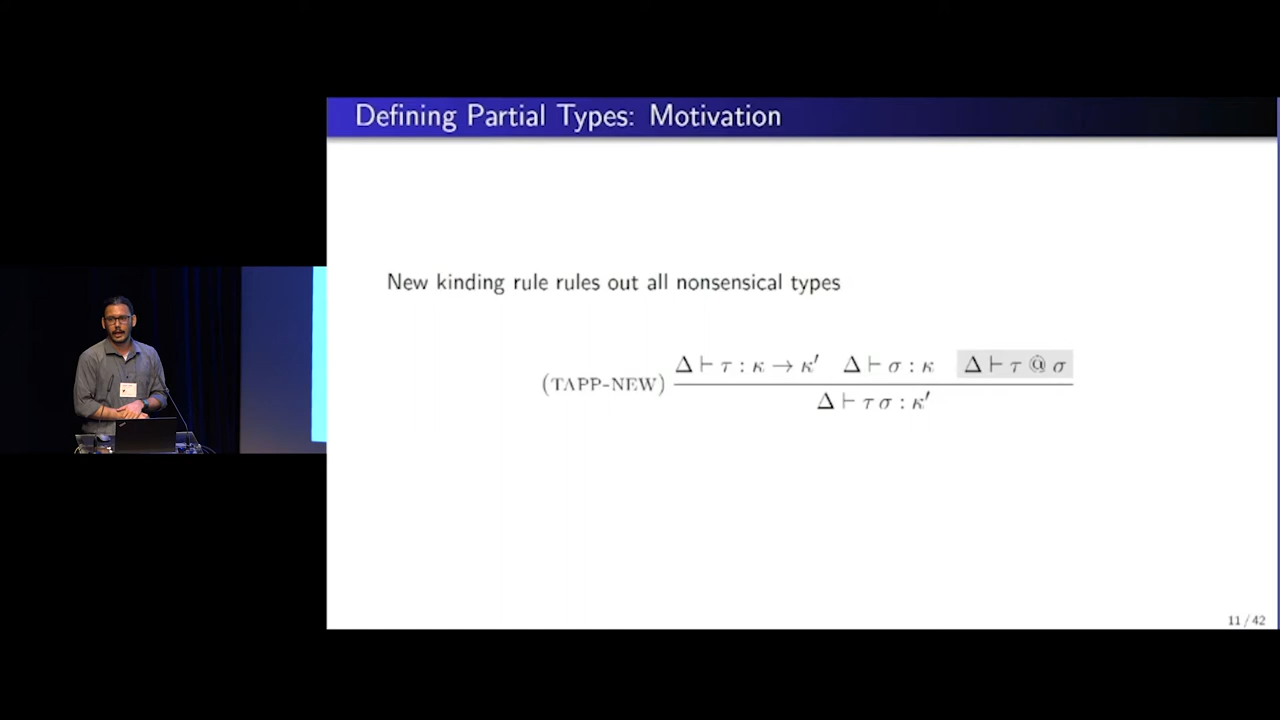 Defining Partial Types: Motivation
New kinding rule rules out all nonsensical types
(TAPP-NEW) Δ ⊢ τ : κ → κ′ Δ ⊢ σ : κ Δ ⊢ τ @ σ
Δ ⊢ τ σ : κ′
11 / 42